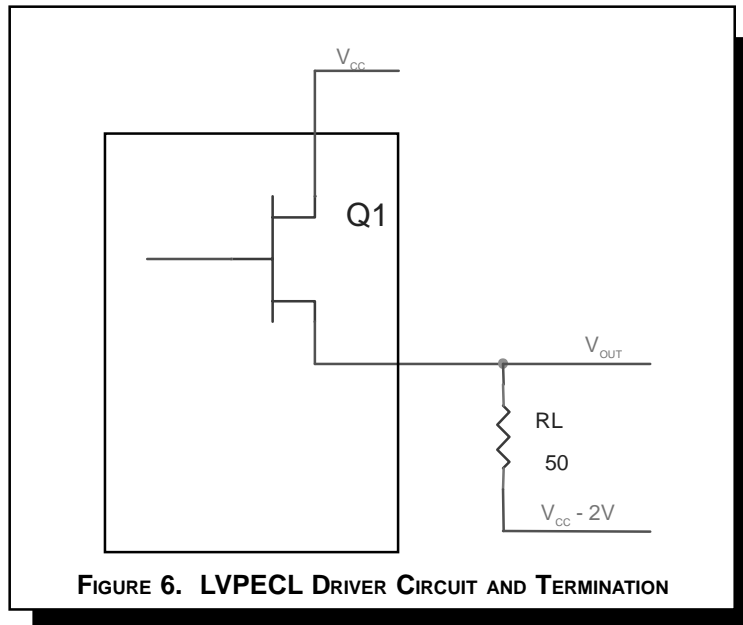 VCC
Q1
VOUT
RL
50
VCC - 2V
FIGURE 6. LVPECL DRIVER CIRCUIT AND TERMINATION